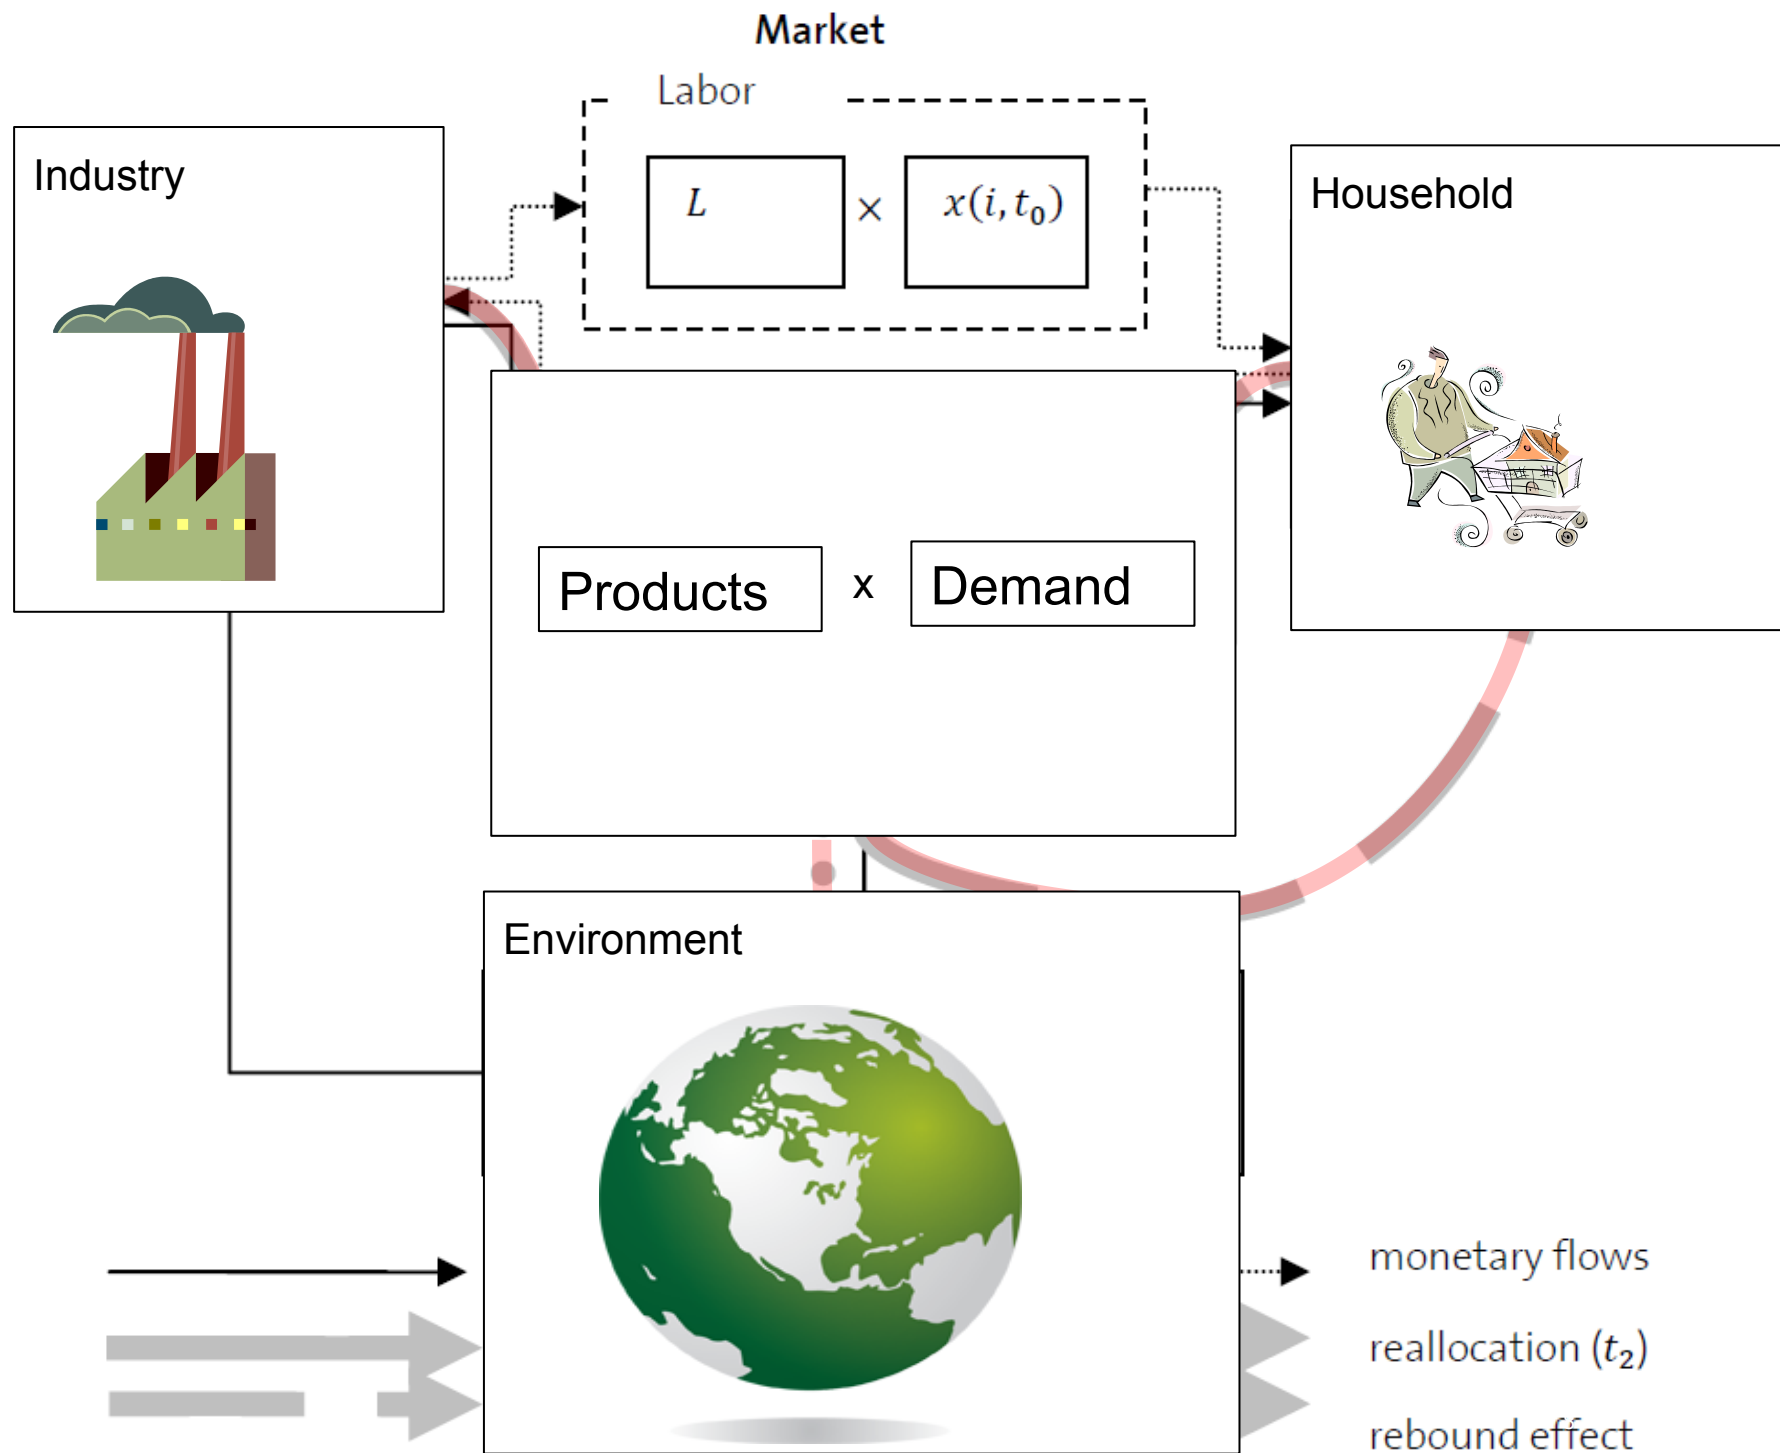 Market
Labor
Industry
L × x(i, t₀)
Household
Products x Demand
Environment
monetary flows
reallocation (t₂)
rebound effect